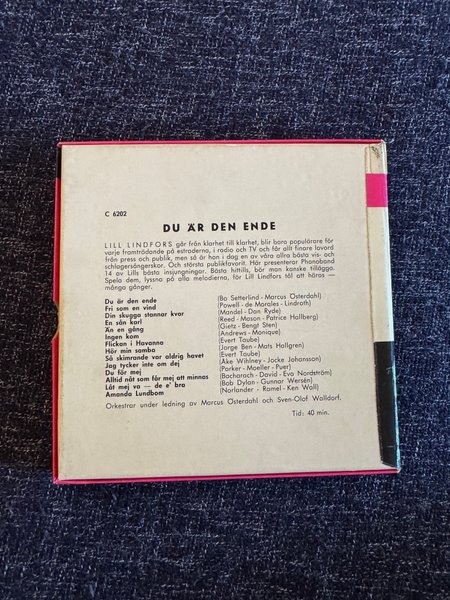 C 6202
DU ÄR DEN ENDE
LILL LINDFORS går från klarhet till klarhet, blir bara populärare för
varje framträdande på estraderna, i radio och TV och får allt finare lovord
från press och publik, men så är hon i dag en av våra allra bästa vis- och
schlagersångerskor. Och största publikfavorit. Här presenterar Phonoband
14 av Lills bästa insjungningar. Bästa hittills, bör man kanske tillägga.
Spela dem, lyssna på alla melodierna, för Lill Lindfors tål att höras —
många gånger.
Du är den ende (Bo Setterlind - Marcus Österdahl)
Fri som en vind (Powell - de Morales - Lindroth)
Din skugga stannar kvar (Mandel - Dan Ryde)
En sån karl (Reed - Mason - Patrice Hallberg)
Än en gång (Gietz - Bengt Sten)
Ingen kom (Andrews - Monique)
Flickan i Havanna (Evert Taube)
Hör min samba (Jorge Ben - Mats Hallgren)
Så skimrande var aldrig havet (Evert Taube)
Jag tycker inte om dej (Åke Wihlney - Jocke Johansson)
Du för mej (Parker - Moeller - Puer)
Alltid nåt som får mej att minnas (Bacharach - David - Eva Nordström)
Låt mej va — de e' bra (Bob Dylan - Gunnar Wersén)
Amanda Lundbom (Norlander - Ramel - Ken Wall)
Orkestrar under ledning av Marcus Österdahl och Sven-Olof Walldorf.
Tid: 40 min.